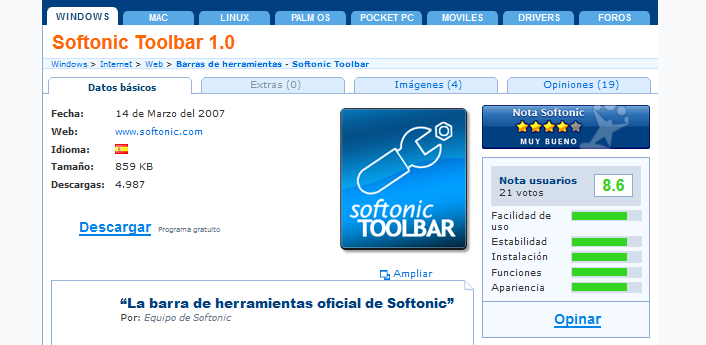 WINDOWS MAC LINUX PALM OS POCKET PC MOVILES DRIVERS FOROS
Softonic Toolbar 1.0
Windows > Internet > Web > Barras de herramientas - Softonic Toolbar
Datos básicos Extras (0) Imágenes (4) Opiniones (19)
Fecha: 14 de Marzo del 2007
Web: www.softonic.com
Idioma:
Tamaño: 859 KB
Descargas: 4.987
Descargar Programa gratuito
softonic
TOOLBAR
Ampliar
Nota Softonic
MUY BUENO
Nota usuarios
21 votos
8.6
Facilidad de
uso
Estabilidad
Instalación
Funciones
Apariencia
Opinar
“La barra de herramientas oficial de Softonic”
Por: Equipo de Softonic